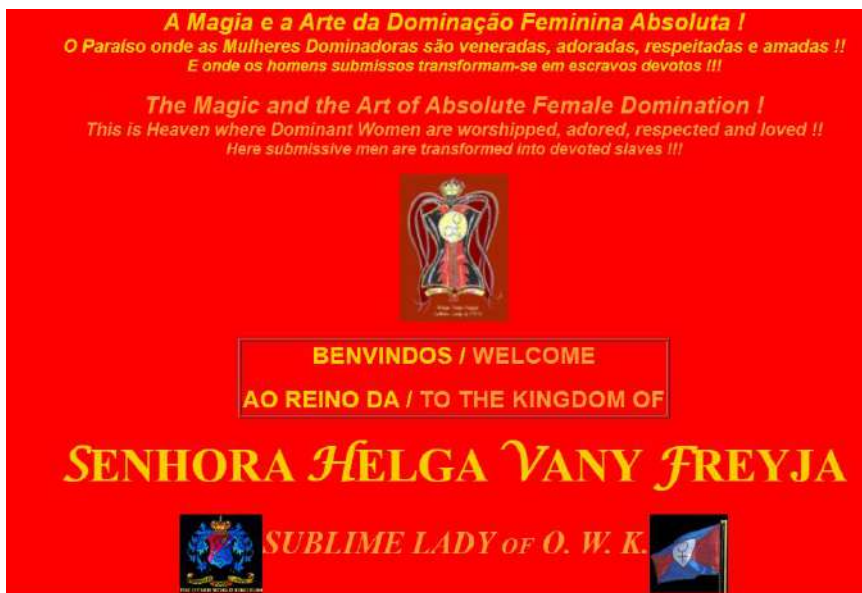 A Magia e a Arte da Dominação Feminina Absoluta !
O Paraíso onde as Mulheres Dominadoras são veneradas, adoradas, respeitadas e amadas !!
E onde os homens submissos transformam-se em escravos devotos !!!
The Magic and the Art of Absolute Female Domination !
This is Heaven where Dominant Women are worshipped, adored, respected and loved !!
Here submissive men are transformed into devoted slaves !!!
BENVINDOS / WELCOME
AO REINO DA / TO THE KINGDOM OF
SENHORA HELGA VANY FREYJA
SUBLIME LADY OF O. W. K.